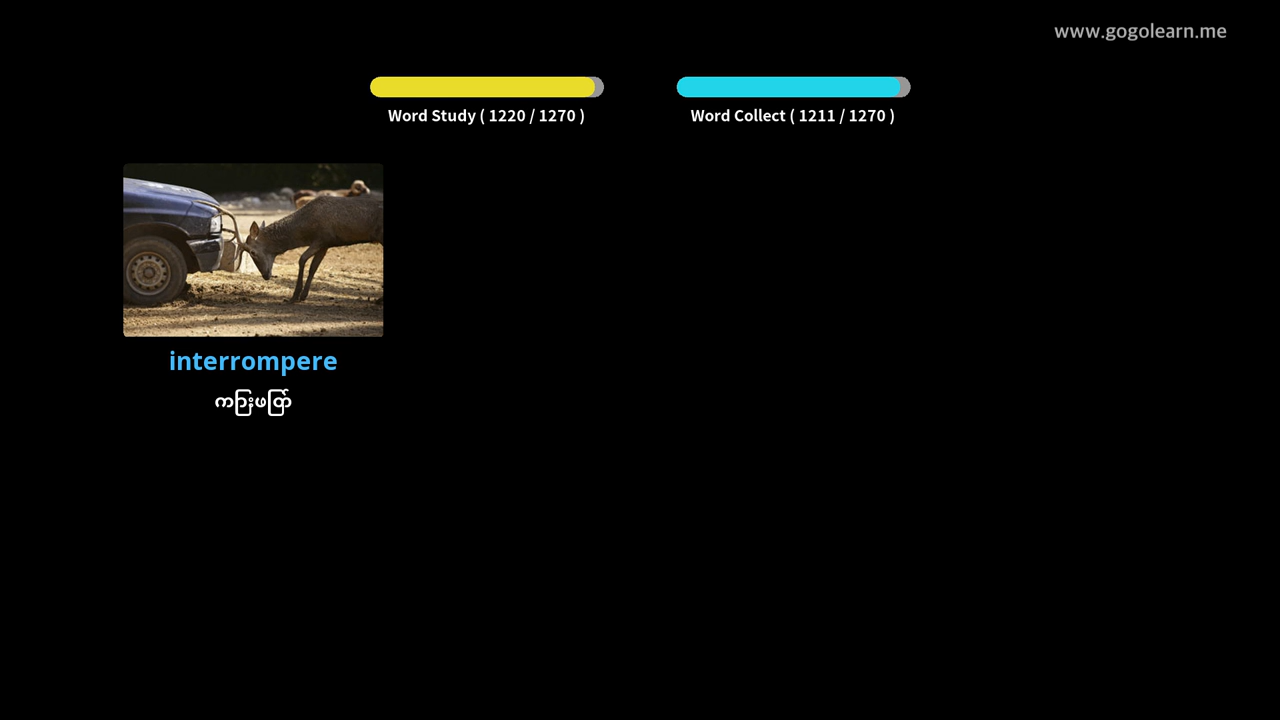 www.gogolearn.me
Word Study ( 1220 / 1270 )
Word Collect ( 1211 / 1270 )
interrompere
ကြားဖြတ်